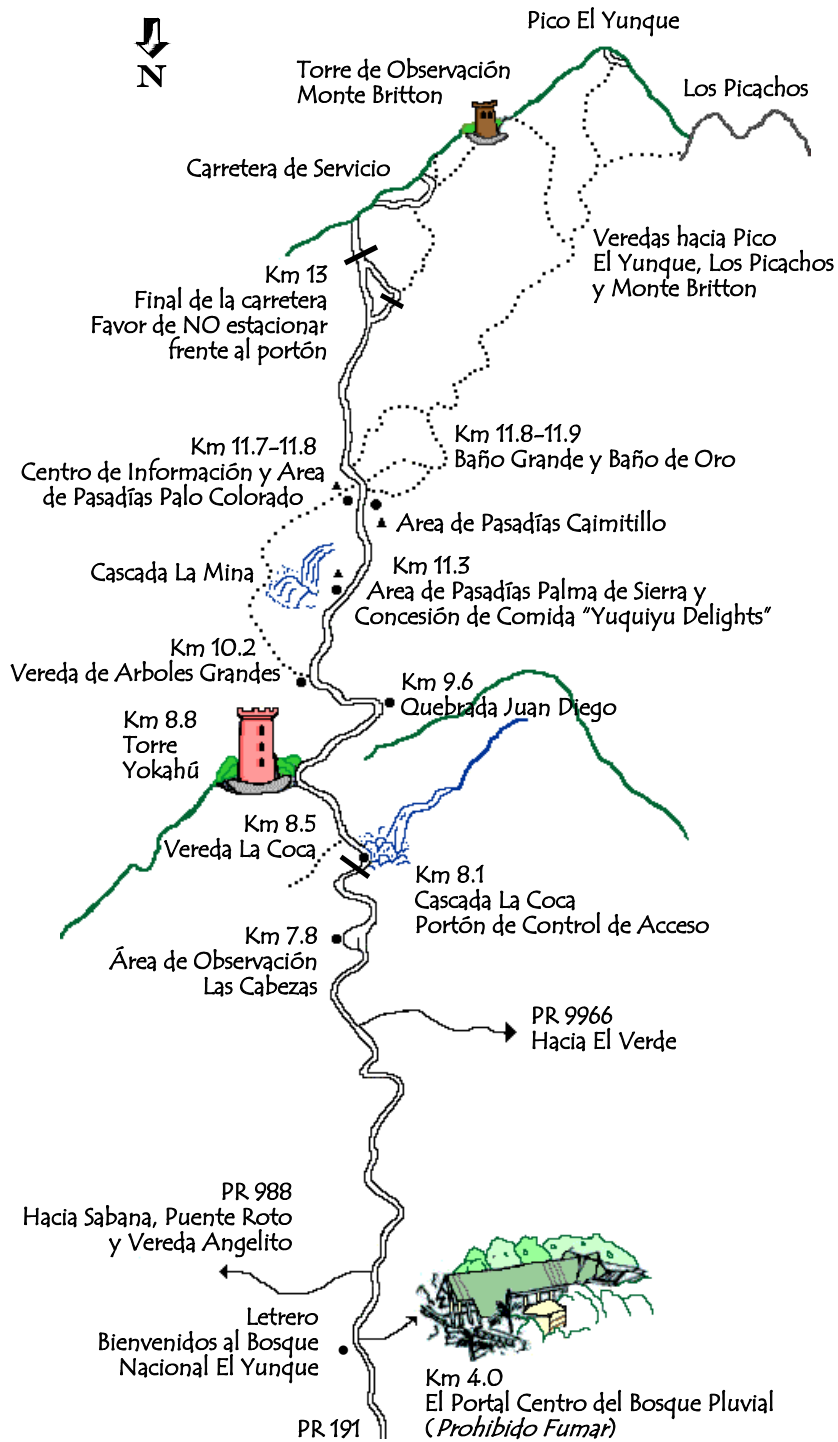 Pico El Yunque
N
Torre de Observación
Monte Britton
Los Picachos
Carretera de Servicio
Veredas hacia Pico
El Yunque, Los Picachos
y Monte Britton
Km 13
Final de la carretera
Favor de NO estacionar
frente al portón
Km 11.7-11.8
Centro de Información y Area
de Pasadías Palo Colorado
Km 11.8-11.9
Baño Grande y Baño de Oro
Area de Pasadías Caimitillo
Cascada La Mina
Km 11.3
Area de Pasadías Palma de Sierra y
Concesión de Comida "Yuquiyu Delights"
Km 10.2
Vereda de Arboles Grandes
Km 9.6
Quebrada Juan Diego
Km 8.8
Torre
Yokahú
Km 8.5
Vereda La Coca
Km 8.1
Cascada La Coca
Portón de Control de Acceso
Km 7.8
Área de Observación
Las Cabezas
PR 9966
Hacia El Verde
PR 988
Hacia Sabana, Puente Roto
y Vereda Angelito
Letrero
Bienvenidos al Bosque
Nacional El Yunque
Km 4.0
El Portal Centro del Bosque Pluvial
(Prohibido Fumar)
PR 191